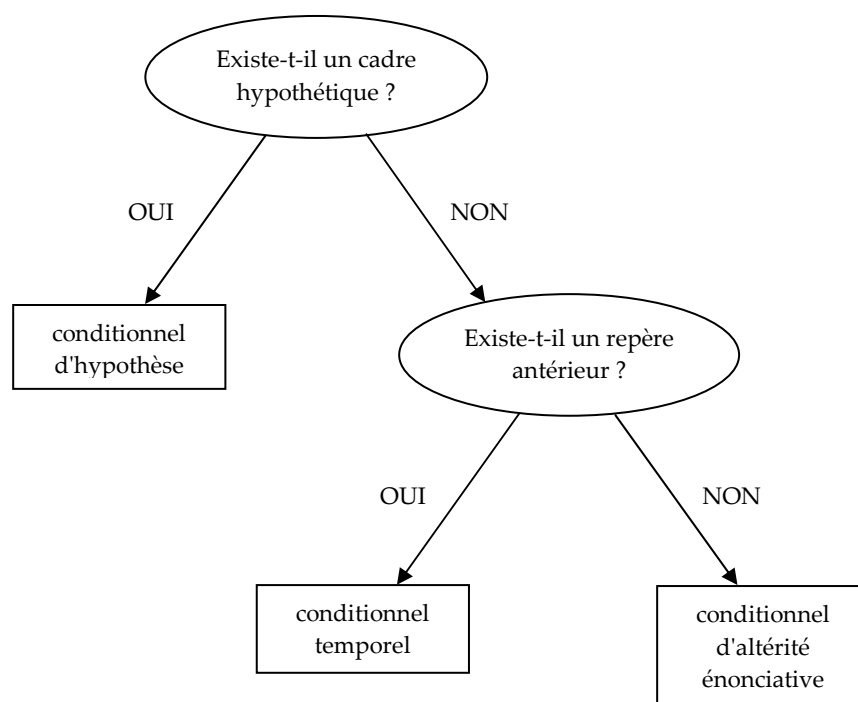 Existe-t-il un cadre
hypothétique ?
OUI
NON
conditionnel
d'hypothèse
Existe-t-il un repère
antérieur ?
OUI
NON
conditionnel
temporel
conditionnel
d'altérité
énonciative